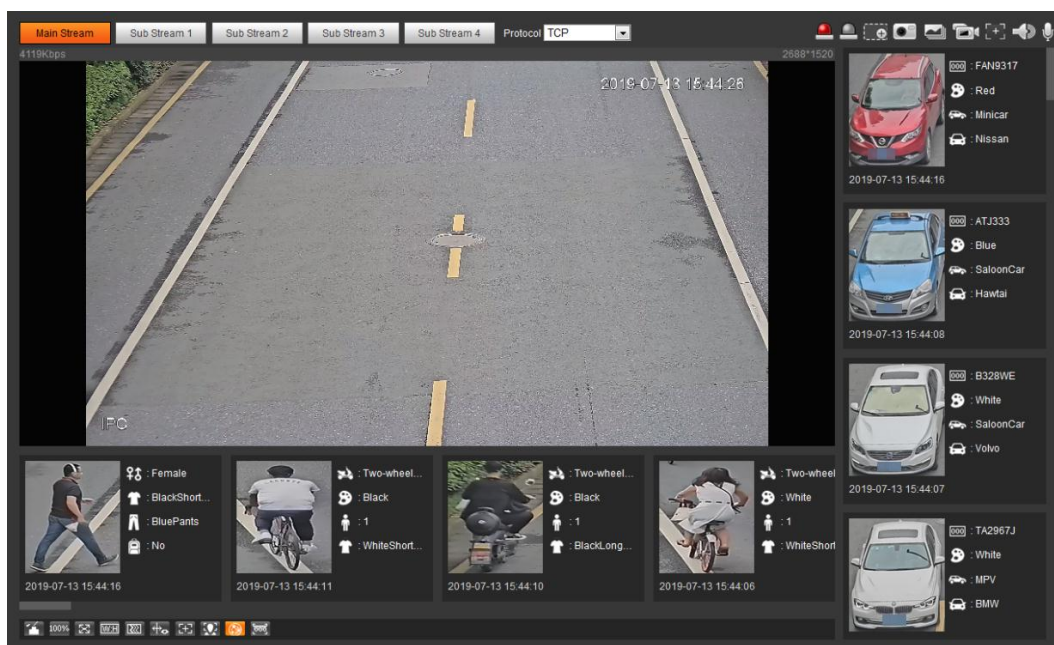 Main Stream
Sub Stream 1
Sub Stream 2
Sub Stream 3
Sub Stream 4
Protocol TCP
4119Kbps
2688*1520
2019-07-13 15:44:26
IPC
: FAN9317
: Red
: Minicar
: Nissan
2019-07-13 15:44:16
: ATJ333
: Blue
: SaloonCar
: Hawtai
2019-07-13 15:44:08
: B328WE
: White
: SaloonCar
: Volvo
2019-07-13 15:44:07
: TA2967J
: White
: MPV
: BMW
: Female
: BlackShort...
: BluePants
: No
2019-07-13 15:44:16
: Two-wheel...
: Black
: 1
: WhiteShort...
2019-07-13 15:44:11
: Two-wheel...
: Black
: 1
: BlackLong...
2019-07-13 15:44:10
: Two-wheel
: White
: 1
: WhiteShort
2019-07-13 15:44:06
100%
W:H